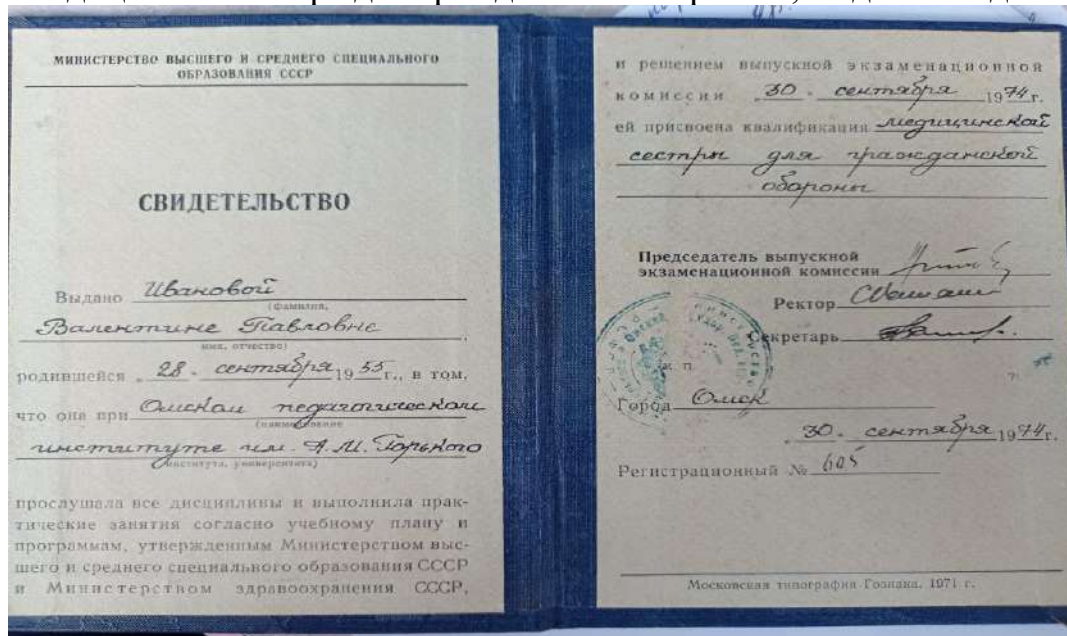 МИНИСТЕРСТВО ВЫСШЕГО И СРЕДНЕГО СПЕЦИАЛЬНОГО
ОБРАЗОВАНИЯ СССР
СВИДЕТЕЛЬСТВО
Выдано Ивановой
(фамилия,
Валентине Павловне,
имя, отчество)
родившейся „28“ сентября 1955 г., в том,
что она при Омском педагогическом
(наименование
институте им. А.М. Горького
института, университета)
прослушала все дисциплины и выполнила прак-
тические занятия согласно учебному плану и
программам, утвержденным Министерством выс-
шего и среднего специального образования СССР
и Министерством здравоохранения СССР,
и решением выпускной экзаменационной
комиссии „30“ сентября 1974 г.
ей присвоена квалификация медицинской
сестры для гражданской
обороны
Председатель выпускной
экзаменационной комиссии
Ректор
Секретарь
м. п.
Город Омск
„30“ сентября 1974 г.
Регистрационный № 605
Московская типография Гознака, 1971 г.